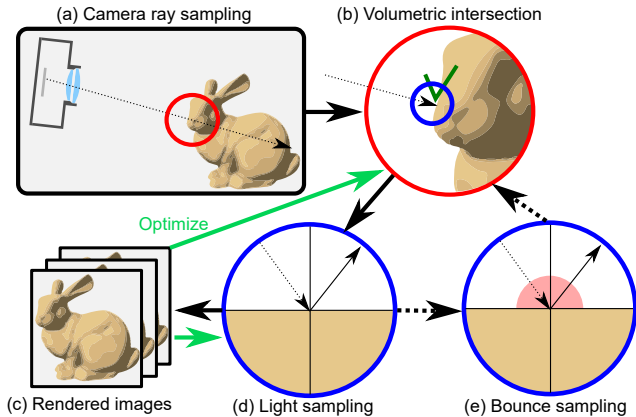 (a) Camera ray sampling
(b) Volumetric intersection
Optimize
(c) Rendered images
(d) Light sampling
(e) Bounce sampling